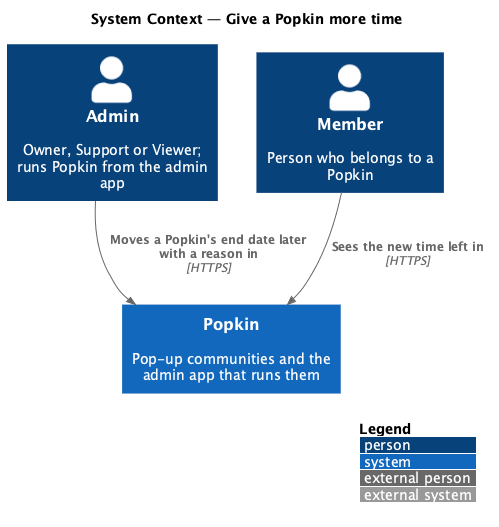 System Context — Give a Popkin more time
Admin
Owner, Support or Viewer;
runs Popkin from the admin
app
Member
Person who belongs to a
Popkin
Moves a Popkin's end date later
with a reason in
[HTTPS]
Sees the new time left in
[HTTPS]
Popkin
Pop-up communities and the
admin app that runs them
Legend
person
system
external person
external system